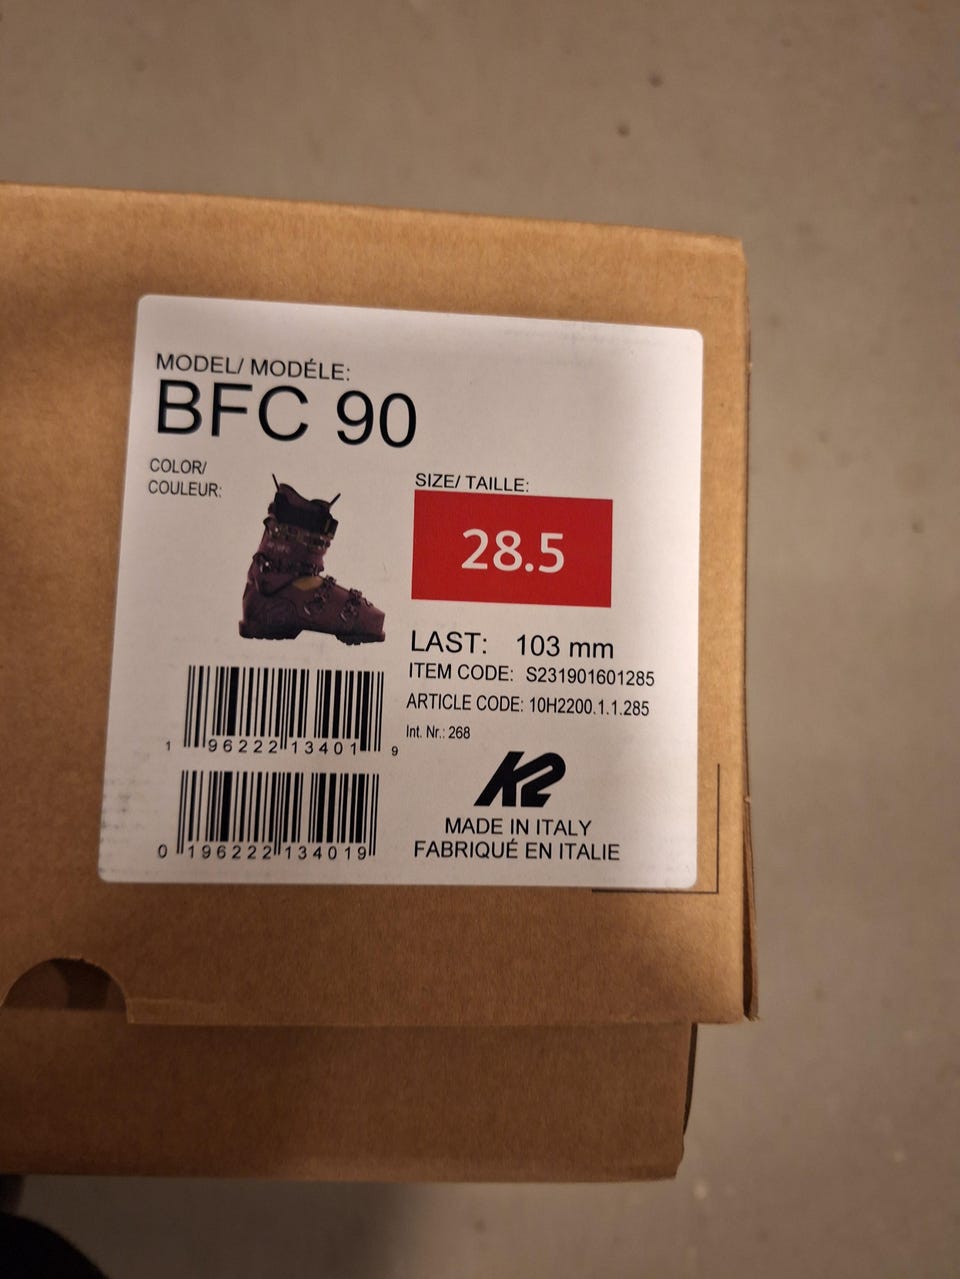 MODEL/ MODÉLE:
BFC 90
COLOR/
COULEUR:
SIZE/ TAILLE:
28.5
LAST: 103 mm
ITEM CODE: S231901601285
ARTICLE CODE: 10H2200.1.1.285
Int. Nr.: 268
1 96222 13401 9
0 196222 134019
K2
MADE IN ITALY
FABRIQUÉ EN ITALIE